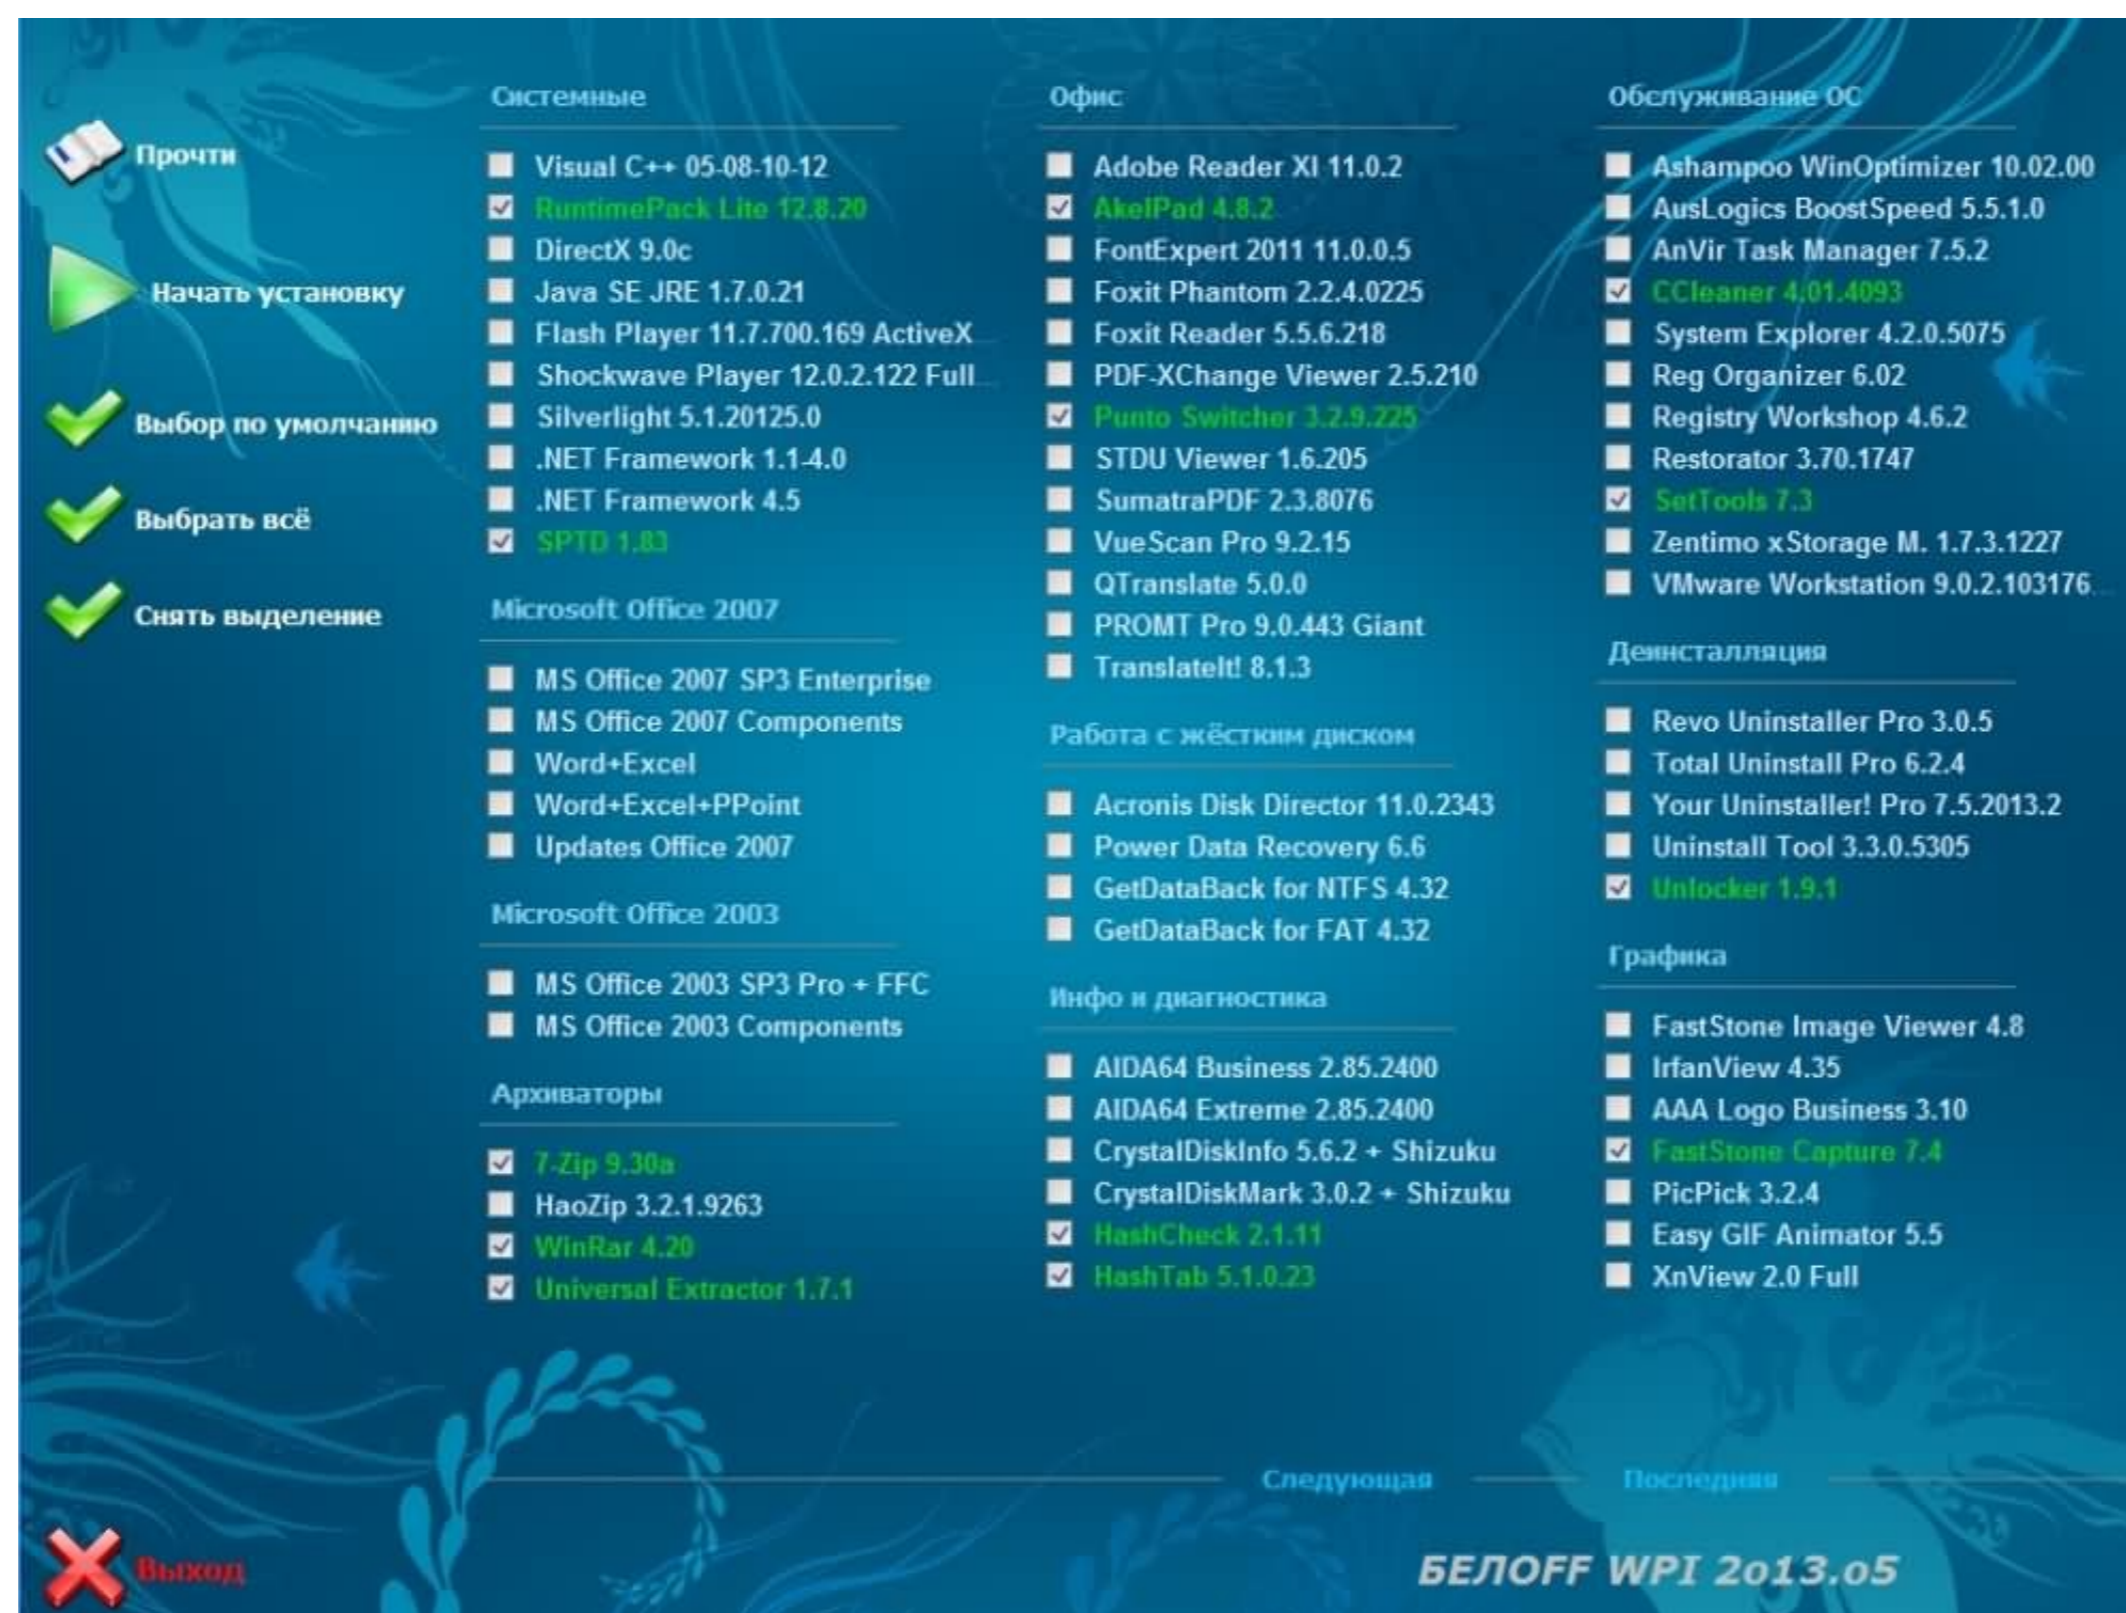 Прочти
Начать установку
Выбор по умолчанию
Выбрать всё
Снять выделение
Выход
Системные
Visual C++ 05-08-10-12
RuntimePack Lite 12.8.20
DirectX 9.0c
Java SE JRE 1.7.0.21
Flash Player 11.7.700.169 ActiveX...
Shockwave Player 12.0.2.122 Full...
Silverlight 5.1.20125.0
.NET Framework 1.1-4.0
.NET Framework 4.5
SPTD 1.83
Microsoft Office 2007
MS Office 2007 SP3 Enterprise
MS Office 2007 Components
Word+Excel
Word+Excel+PPoint
Updates Office 2007
Microsoft Office 2003
MS Office 2003 SP3 Pro + FFC
MS Office 2003 Components
Архиваторы
7-Zip 9.30a
HaoZip 3.2.1.9263
WinRar 4.20
Universal Extractor 1.7.1
Офис
Adobe Reader XI 11.0.2
AkelPad 4.8.2
FontExpert 2011 11.0.0.5
Foxit Phantom 2.2.4.0225
Foxit Reader 5.5.6.218
PDF-XChange Viewer 2.5.210
Punto Switcher 3.2.9.225
STDU Viewer 1.6.205
SumatraPDF 2.3.8076
VueScan Pro 9.2.15
QTranslate 5.0.0
PROMT Pro 9.0.443 Giant
TranslateIt! 8.1.3
Работа с жёстким диском
Acronis Disk Director 11.0.2343
Power Data Recovery 6.6
GetDataBack for NTFS 4.32
GetDataBack for FAT 4.32
Инфо и диагностика
AIDA64 Business 2.85.2400
AIDA64 Extreme 2.85.2400
CrystalDiskInfo 5.6.2 + Shizuku
CrystalDiskMark 3.0.2 + Shizuku
HashCheck 2.1.11
HashTab 5.1.0.23
Обслуживание ОС
Ashampoo WinOptimizer 10.02.00
AusLogics BoostSpeed 5.5.1.0
AnVir Task Manager 7.5.2
CCleaner 4.01.4093
System Explorer 4.2.0.5075
Reg Organizer 6.02
Registry Workshop 4.6.2
Restorator 3.70.1747
SetTools 7.3
Zentimo xStorage M. 1.7.3.1227
VMware Workstation 9.0.2.103176...
Деинсталляция
Revo Uninstaller Pro 3.0.5
Total Uninstall Pro 6.2.4
Your Uninstaller! Pro 7.5.2013.2
Uninstall Tool 3.3.0.5305
Unlocker 1.9.1
Графика
FastStone Image Viewer 4.8
IrfanView 4.35
AAA Logo Business 3.10
FastStone Capture 7.4
PicPick 3.2.4
Easy GIF Animator 5.5
XnView 2.0 Full
Следующая
Последняя
БЕЛOFF WPI 2o13.o5